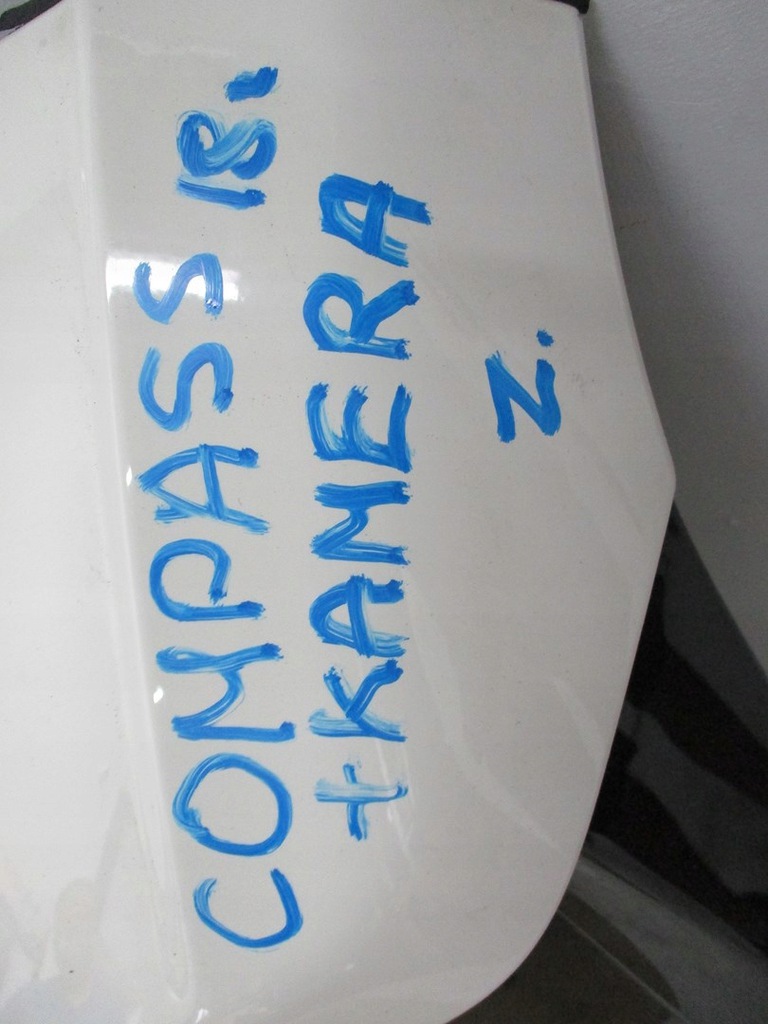 COMPASS 18.
+KAMERA
Z.